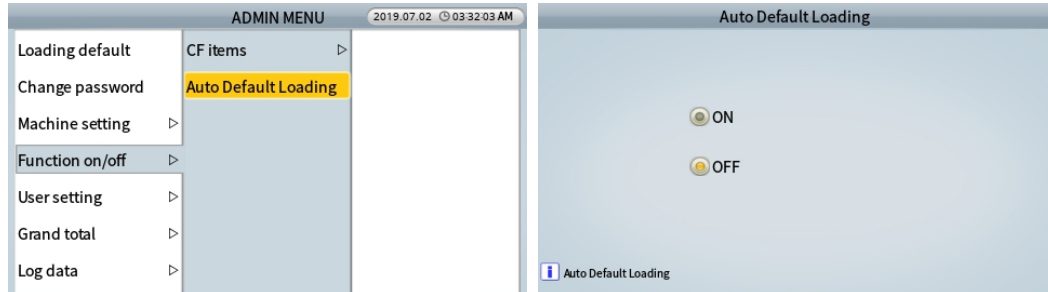 ADMIN MENU
2019.07.02 03:32:03 AM
Loading default
Change password
Machine setting
Function on/off
User setting
Grand total
Log data
CF items
Auto Default Loading
Auto Default Loading
ON
OFF
Auto Default Loading